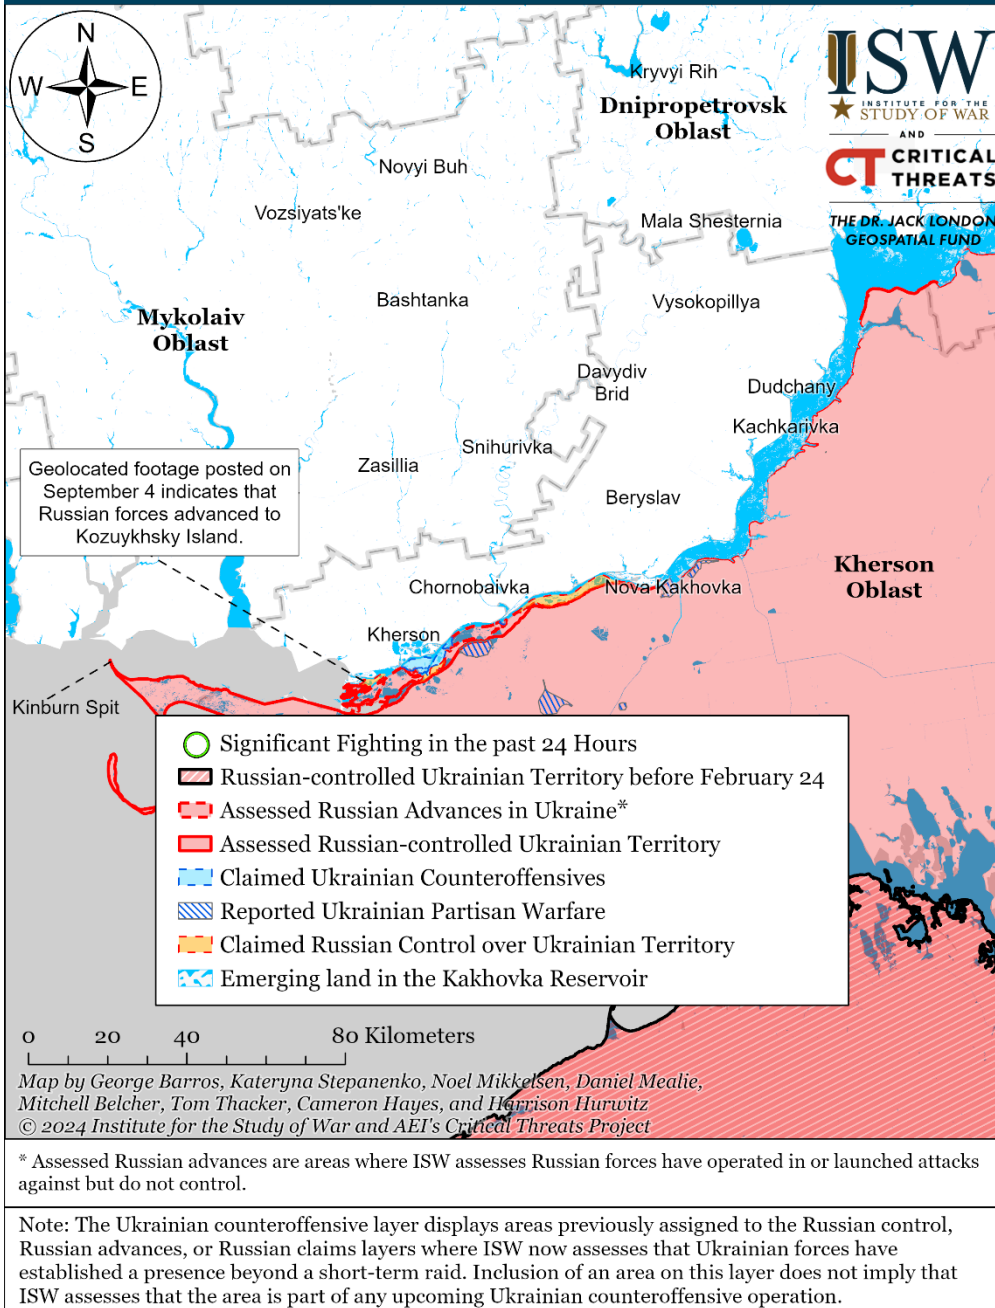 N
W
E
S
ISW
INSTITUTE FOR THE
STUDY OF WAR
AND
CT CRITICAL
THREATS
THE DR. JACK LONDON
GEOSPATIAL FUND
Kryvyi Rih
Dnipropetrovsk
Oblast
Novyi Buh
Vozsiyats'ke
Mala Shesternia
Bashtanka
Vysokopillya
Mykolaiv
Oblast
Davydiv
Brid
Dudchany
Kachkarivka
Snihurivka
Zasillia
Geolocated footage posted on
September 4 indicates that
Russian forces advanced to
Kozuykhsky Island.
Beryslav
Kherson
Oblast
Chornobaivka
Nova Kakhovka
Kherson
Kinburn Spit
Significant Fighting in the past 24 Hours
Russian-controlled Ukrainian Territory before February 24
Assessed Russian Advances in Ukraine*
Assessed Russian-controlled Ukrainian Territory
Claimed Ukrainian Counteroffensives
Reported Ukrainian Partisan Warfare
Claimed Russian Control over Ukrainian Territory
Emerging land in the Kakhovka Reservoir
0 20 40 80 Kilometers
Map by George Barros, Kateryna Stepanenko, Noel Mikkelsen, Daniel Mealie,
Mitchell Belcher, Tom Thacker, Cameron Hayes, and Harrison Hurwitz
© 2024 Institute for the Study of War and AEI's Critical Threats Project
* Assessed Russian advances are areas where ISW assesses Russian forces have operated in or launched attacks
against but do not control.
Note: The Ukrainian counteroffensive layer displays areas previously assigned to the Russian control,
Russian advances, or Russian claims layers where ISW now assesses that Ukrainian forces have
established a presence beyond a short-term raid. Inclusion of an area on this layer does not imply that
ISW assesses that the area is part of any upcoming Ukrainian counteroffensive operation.